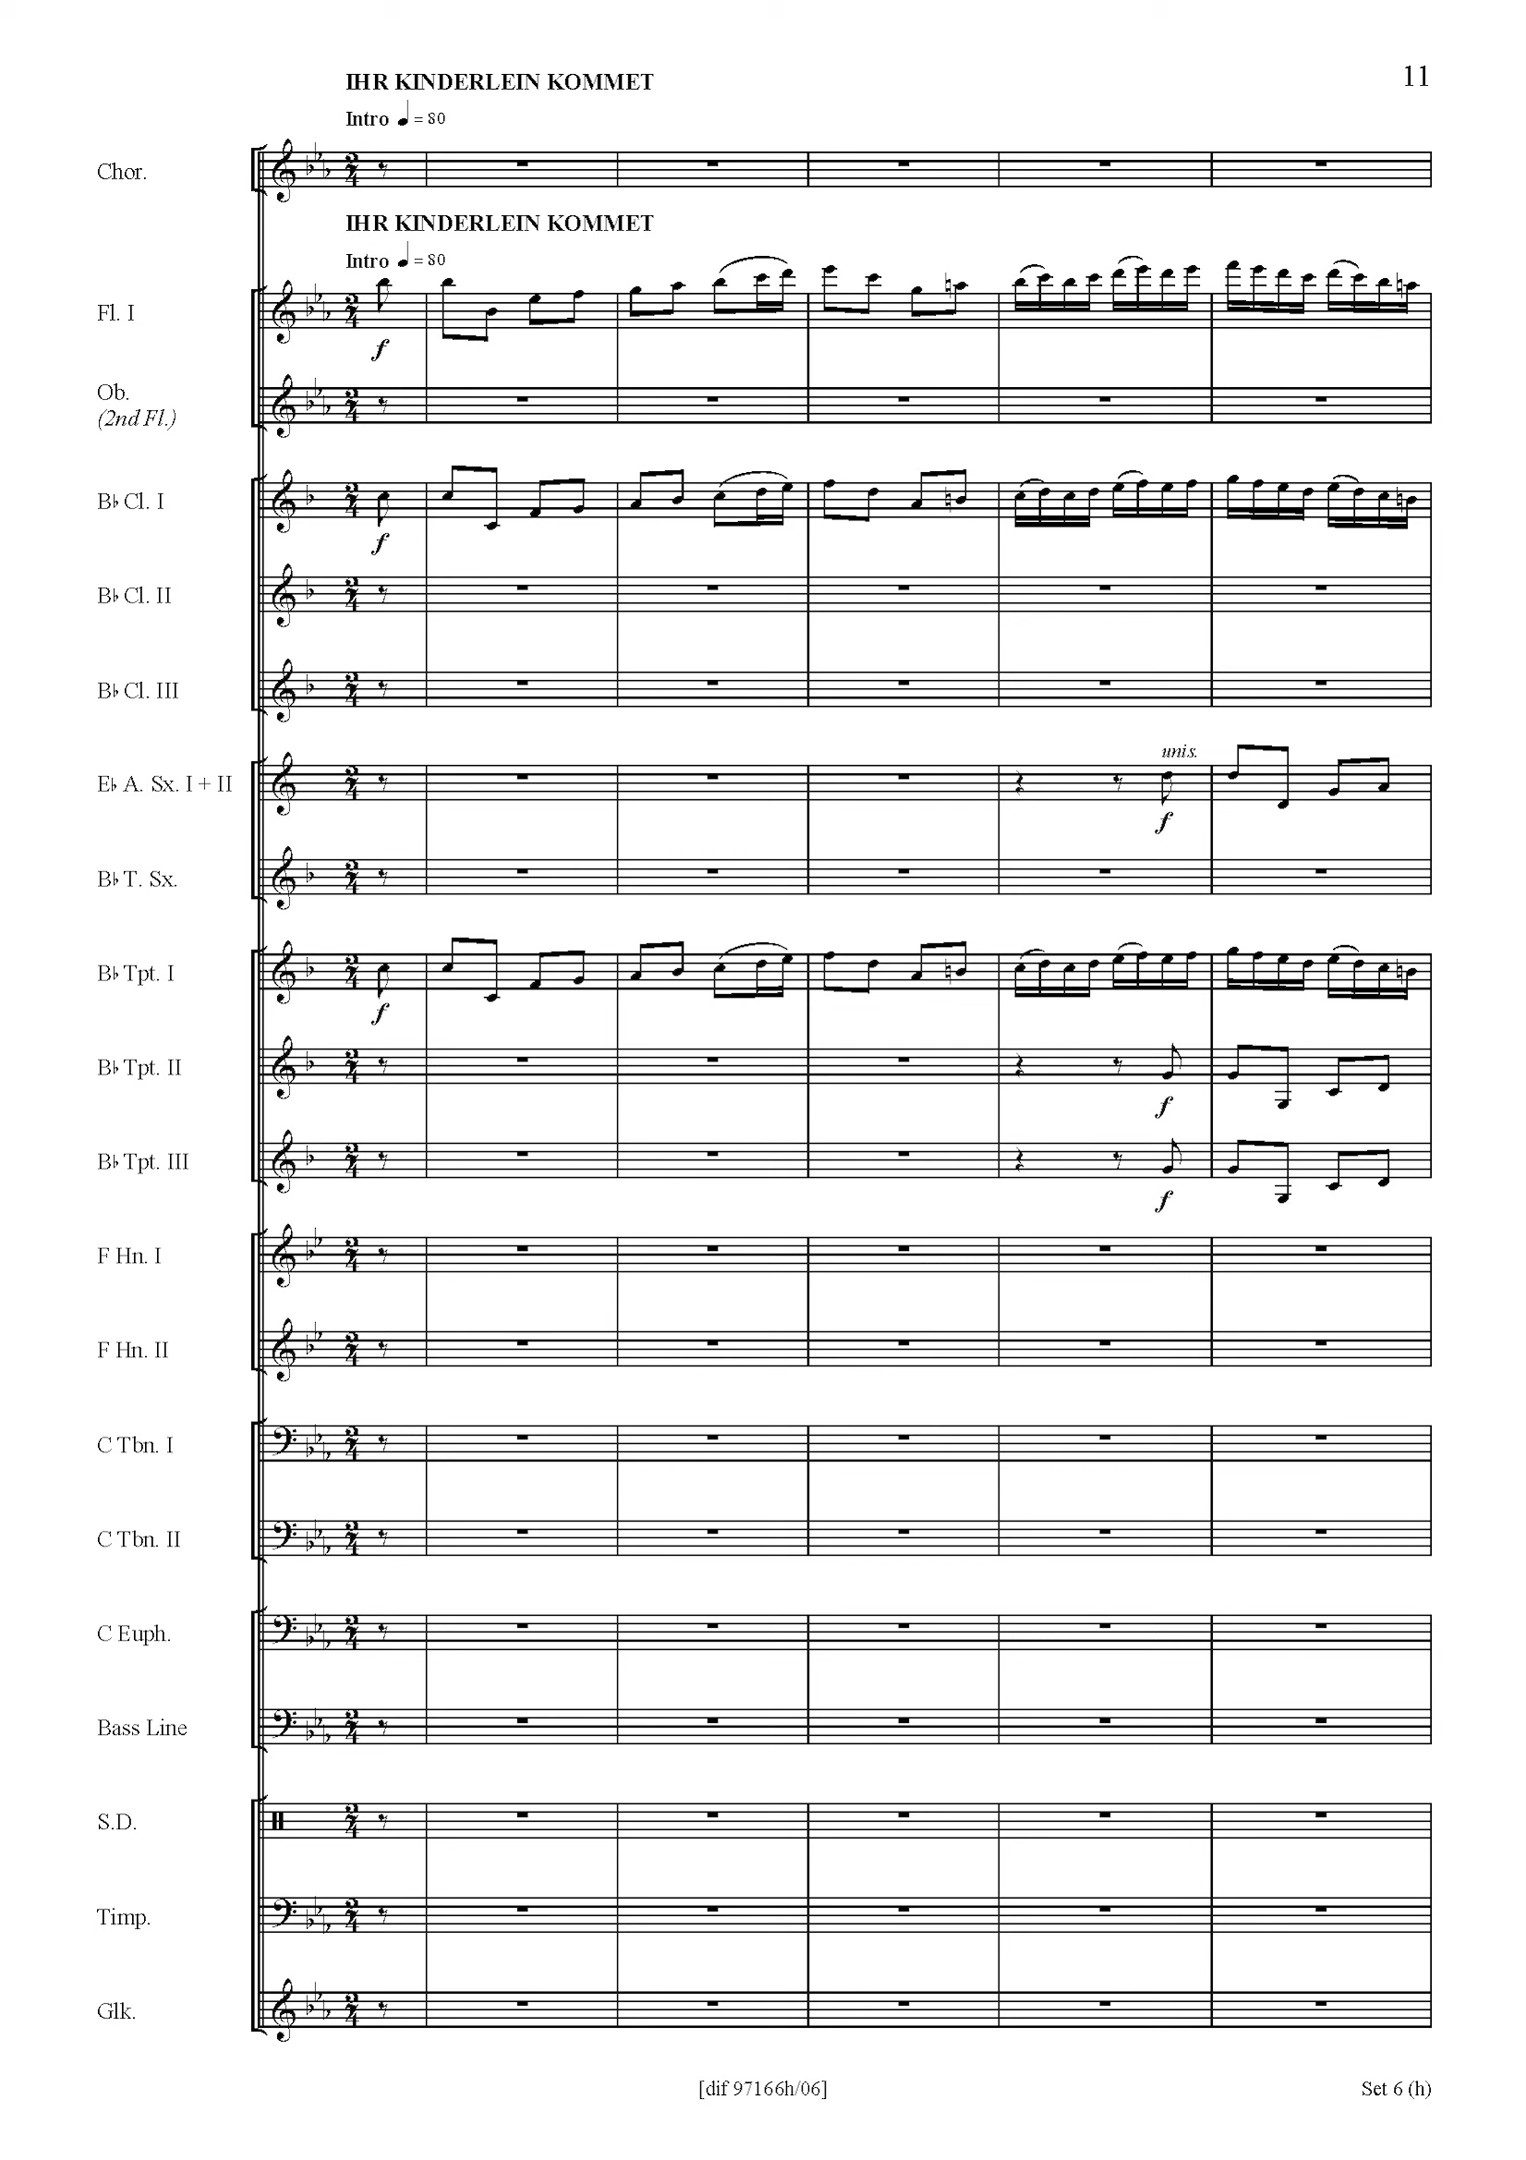 11
IHR KINDERLEIN KOMMET
Intro ♩ = 80
Chor.
IHR KINDERLEIN KOMMET
Intro ♩ = 80
Fl. I
f
Ob.
(2nd Fl.)
B♭ Cl. I
f
B♭ Cl. II
B♭ Cl. III
unis.
E♭ A. Sx. I + II
f
B♭ T. Sx.
B♭ Tpt. I
f
B♭ Tpt. II
f
B♭ Tpt. III
f
F Hn. I
F Hn. II
C Tbn. I
C Tbn. II
C Euph.
Bass Line
S.D.
Timp.
Glk.
[dif 97166h/06]
Set 6 (h)